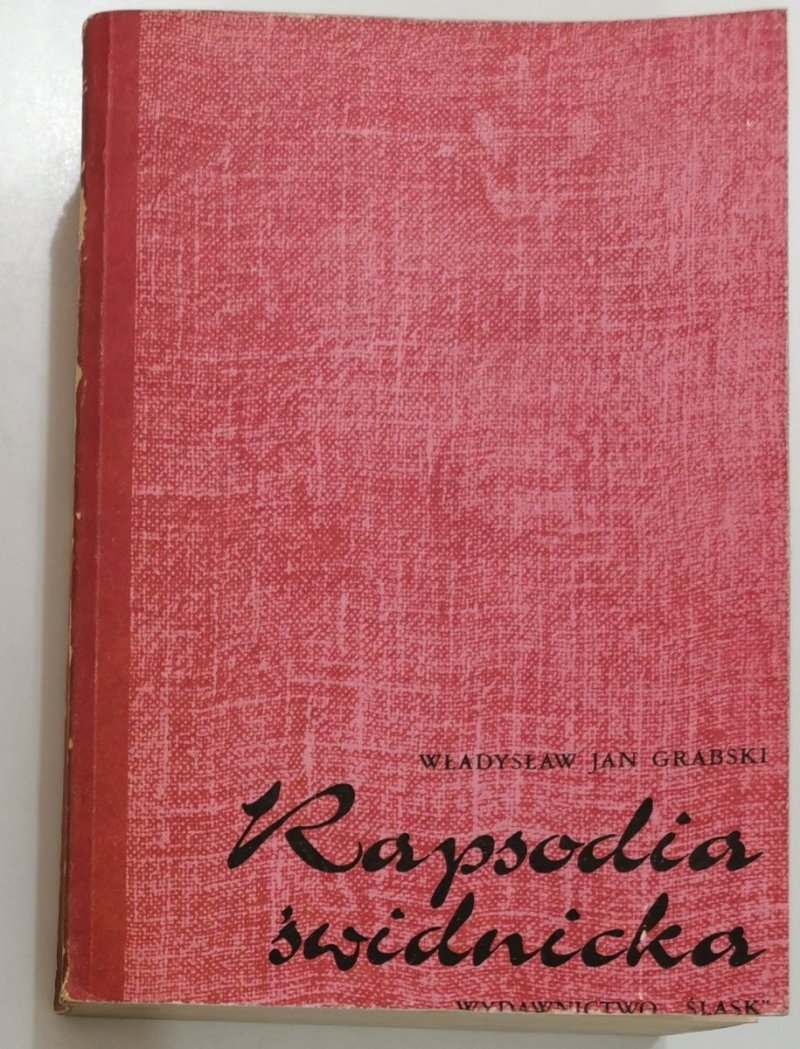 WŁADYSŁAW JAN GRABSKI
Rapsodia
świdnicka
WYDAWNICTWO „ŚLĄSK”